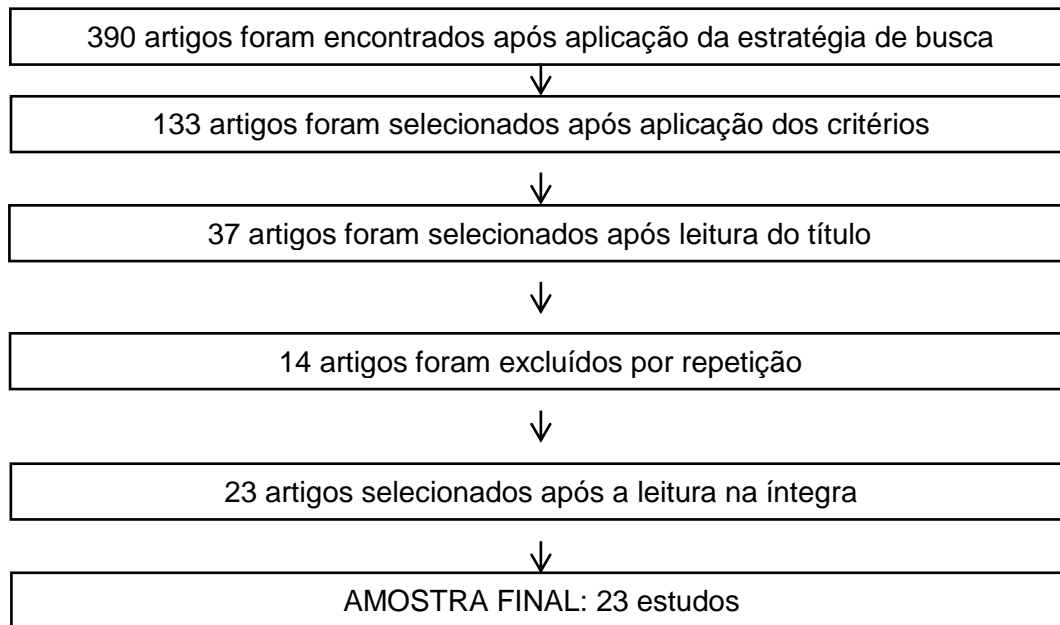 390 artigos foram encontrados após aplicação da estratégia de busca
133 artigos foram selecionados após aplicação dos critérios
37 artigos foram selecionados após leitura do título
14 artigos foram excluídos por repetição
23 artigos selecionados após a leitura na íntegra
AMOSTRA FINAL: 23 estudos